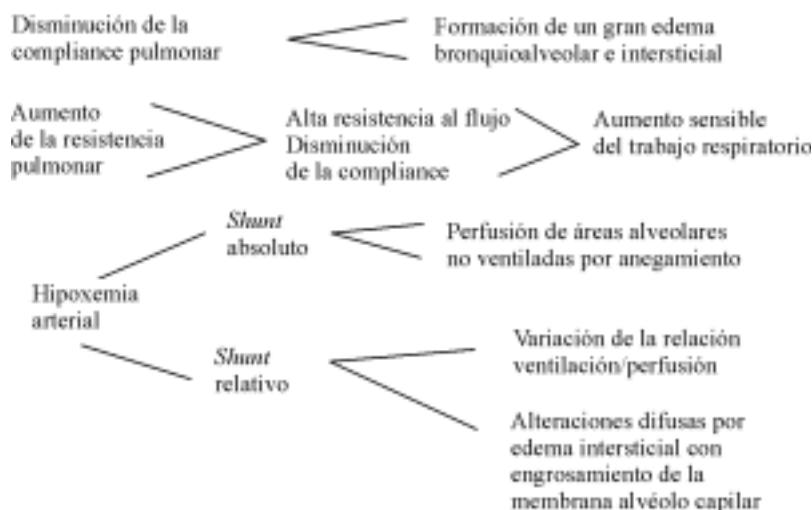 Disminución de la
compliance pulmonar
Formación de un gran edema
bronquioalveolar e intersticial
Aumento
de la resistencia
pulmonar
Alta resistencia al flujo
Disminución
de la compliance
Aumento sensible
del trabajo respiratorio
Hipoxemia
arterial
Shunt
absoluto
Perfusión de áreas alveolares
no ventiladas por anegamiento
Shunt
relativo
Variación de la relación
ventilación/perfusión
Alteraciones difusas por
edema intersticial con
engrosamiento de la
membrana alvéolo capilar